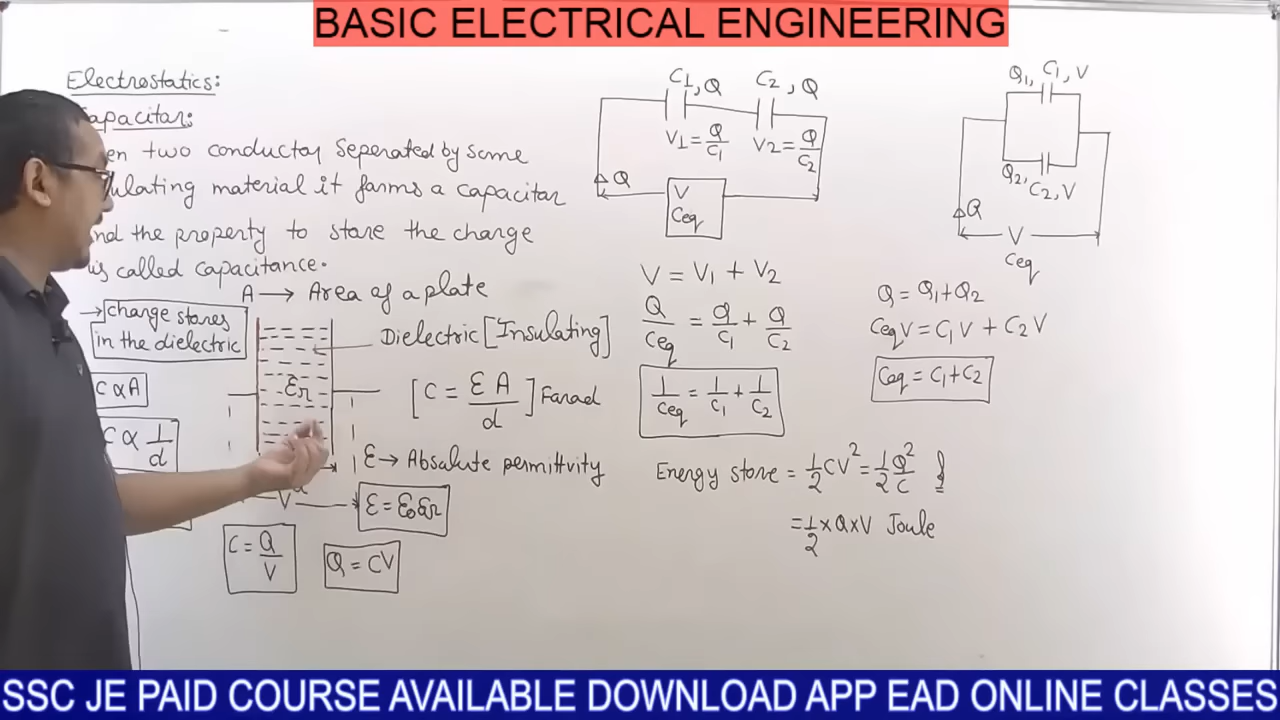 BASIC ELECTRICAL ENGINEERING
Electrostatics:
apacitor:
en two conductor seperated by some
ulating material it forms a capacitor
nd the property to store the charge
is called capacitance.
A → Area of a plate
→ charge stores
in the dielectric
Dielectric [Insulating]
εr
C ∝ A
[C = εA/d] Farad
C ∝ 1/d
ε → Absolute permittivity
d
V
ε = ε0εr
C = Q/V
Q = CV
C1, Q
C2, Q
V1 = Q/C1
V2 = Q/C2
Q
V
Ceq
V = V1 + V2
Q/Ceq = Q/C1 + Q/C2
1/Ceq = 1/C1 + 1/C2
Q1, C1, V
Q2, C2, V
Q
V
Ceq
Q = Q1+Q2
CeqV = C1V + C2V
Ceq = C1+C2
Energy store = 1/2 CV² = 1/2 Q²/C
= 1/2 × Q × V Joule
SSC JE PAID COURSE AVAILABLE DOWNLOAD APP EAD ONLINE CLASSES